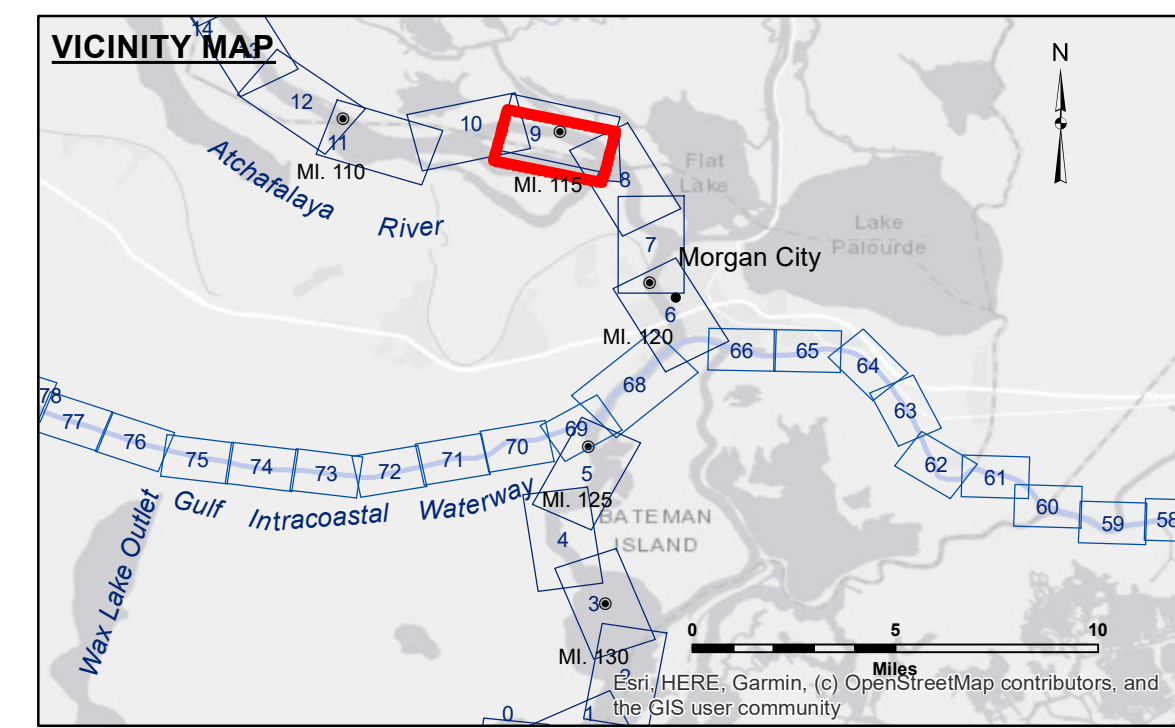 VICINITY MAP
N
14
13
12
11
10
9
8
MI. 110
MI. 115
Atchafalaya
River
Flat
Lake
Lake
Palourde
7
Morgan City
6
MI. 120
66
65
64
63
62
61
60
59
58
68
69
70
71
72
73
74
75
76
77
78
5
Gulf Intracoastal Waterway
MI. 125
Wax Lake Outlet
BATEMAN
ISLAND
4
3
0 5 10
Miles
MI. 130
2
Esri, HERE, Garmin, (c) OpenStreetMap contributors, and
the GIS user community
0
1